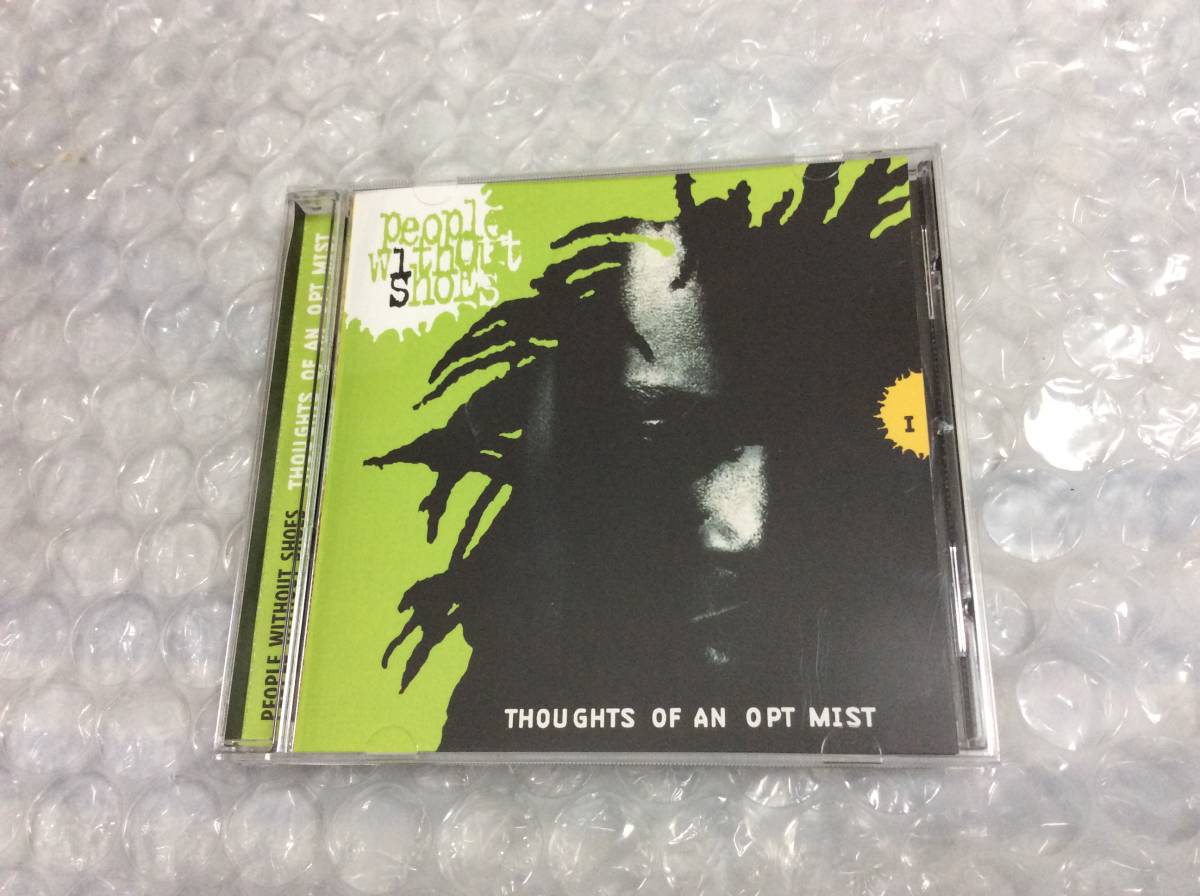 people
without
shoes
THOUGHTS OF AN OPT MIST
I
PEOPLE WITHOUT SHOES THOUGHTS OF AN OPT MIST